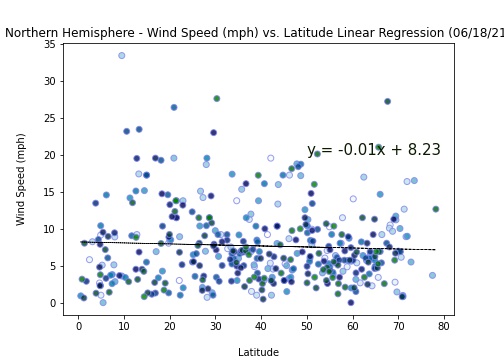 Northern Hemisphere - Wind Speed (mph) vs. Latitude Linear Regression (06/18/21
35
30
25
20
15
10
5
0
Wind Speed (mph)
y = -0.01x + 8.23
0 10 20 30 40 50 60 70 80
Latitude